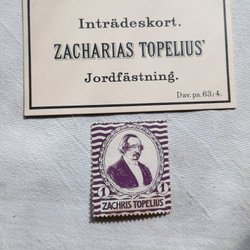 Inträdeskort.
ZACHARIAS TOPELIUS'
Jordfästning.
Dav. ps. 63: 4.
1 1
ZACHRIS TOPELIUS